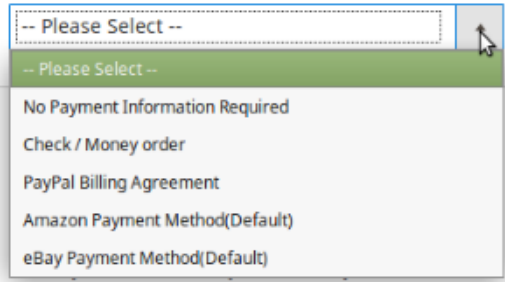 -- Please Select --
-- Please Select --
No Payment Information Required
Check / Money order
PayPal Billing Agreement
Amazon Payment Method(Default)
eBay Payment Method(Default)